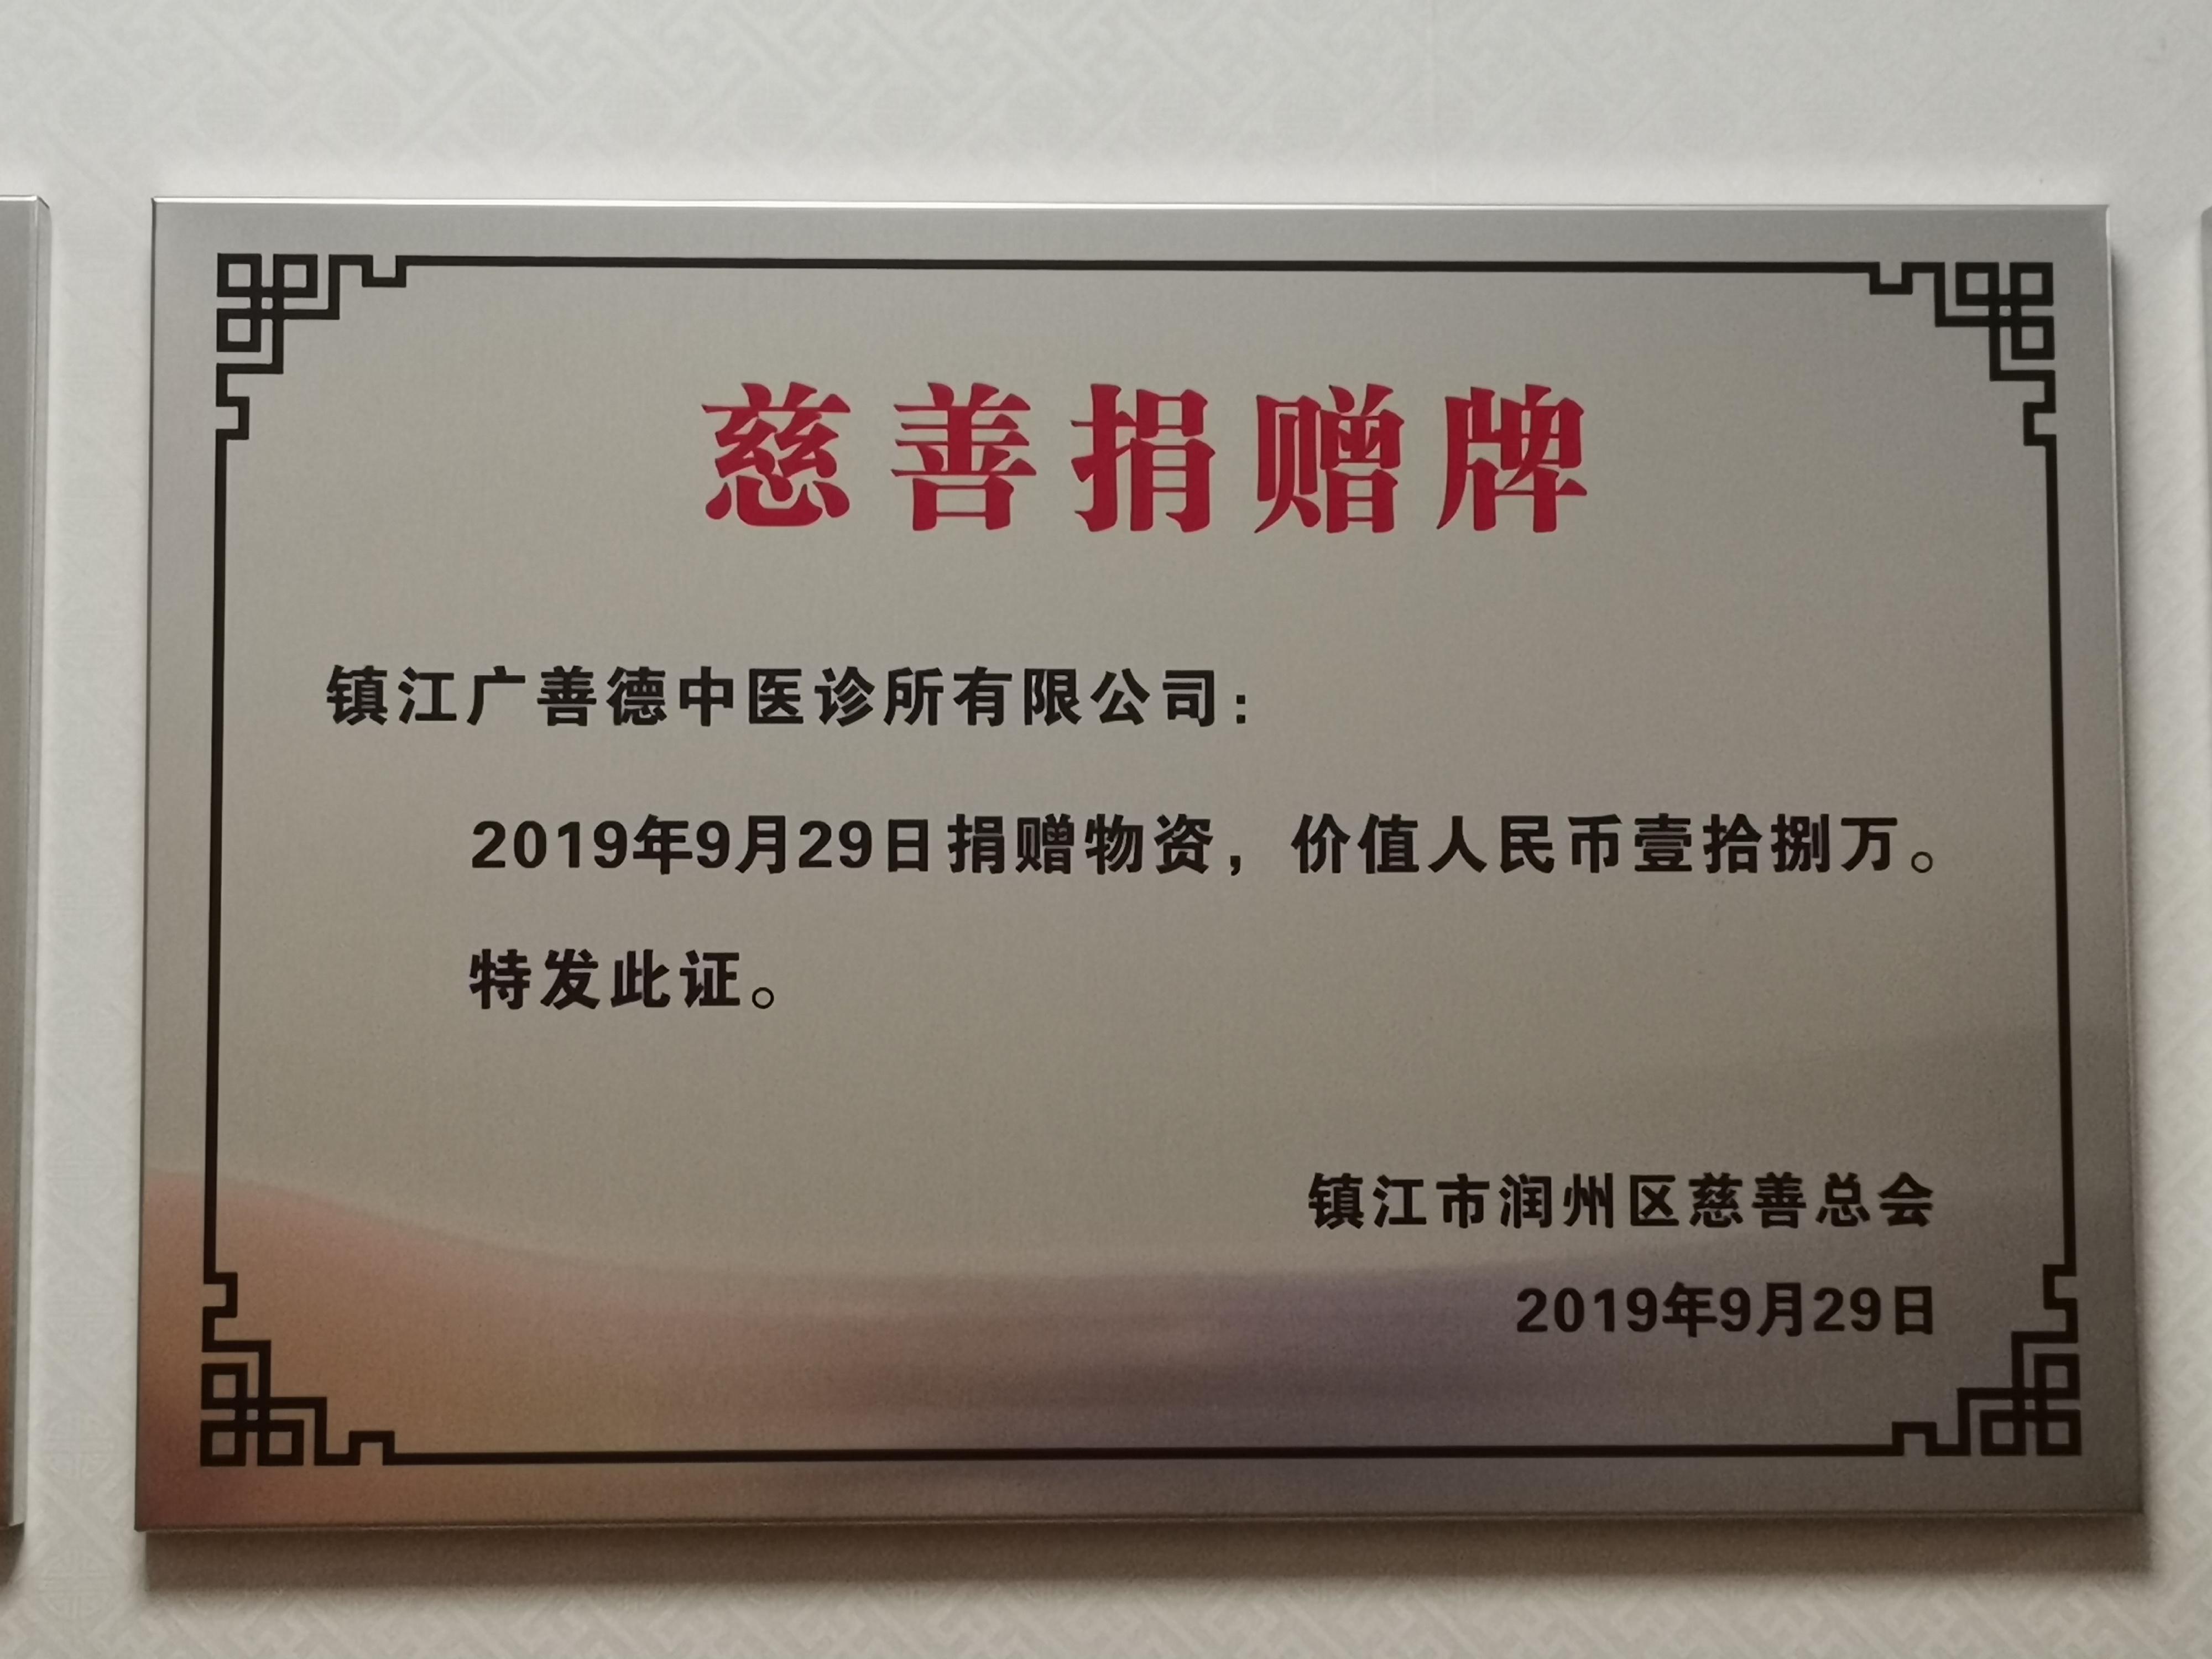 慈善捐赠牌
镇江广善德中医诊所有限公司：
2019年9月29日捐赠物资，价值人民币壹拾捌万。
特发此证。
镇江市润州区慈善总会
2019年9月29日